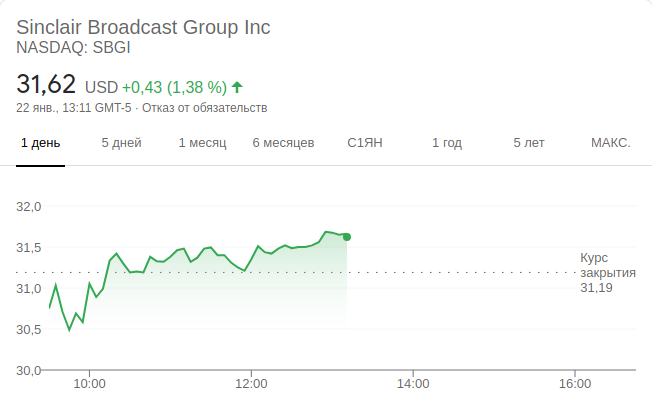 Sinclair Broadcast Group Inc
NASDAQ: SBGI
31,62 USD +0,43 (1,38 %)
22 янв., 13:11 GMT-5 · Отказ от обязательств
1 день 5 дней 1 месяц 6 месяцев С1ЯН 1 год 5 лет МАКС.
32,0
31,5
31,0
30,5
30,0
Курс
закрытия
31,19
10:00 12:00 14:00 16:00